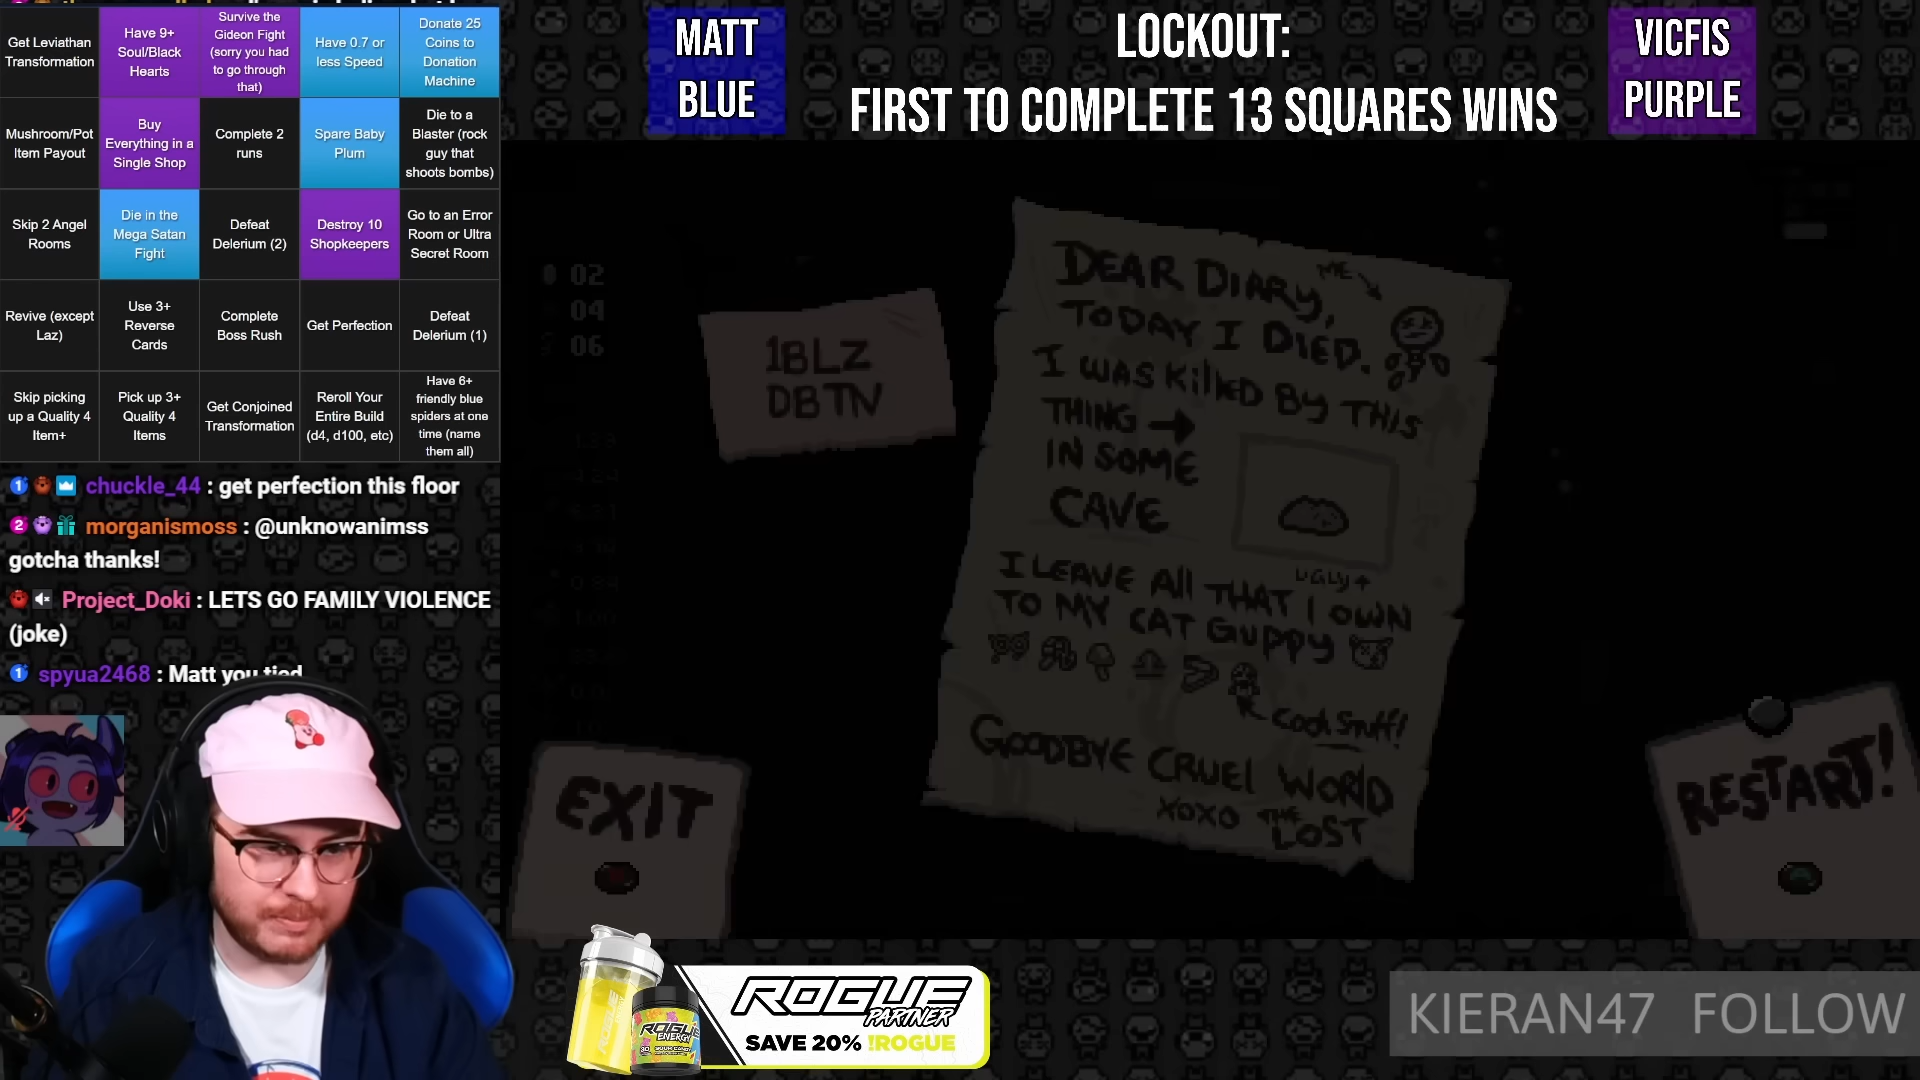 Get Leviathan
Transformation
Have 9+
Soul/Black
Hearts
Survive the
Gideon Fight
(sorry you had
to go through
that)
Have 0.7 or
less Speed
Donate 25
Coins to
Donation
Machine
Mushroom/Pot
Item Payout
Buy
Everything in a
Single Shop
Complete 2
runs
Spare Baby
Plum
Die to a
Blaster (rock
guy that
shoots bombs)
Skip 2 Angel
Rooms
Die in the
Mega Satan
Fight
Defeat
Delerium (2)
Destroy 10
Shopkeepers
Go to an Error
Room or Ultra
Secret Room
Revive (except
Laz)
Use 3+
Reverse
Cards
Complete
Boss Rush
Get Perfection
Defeat
Delerium (1)
Skip picking
up a Quality 4
Item+
Pick up 3+
Quality 4
Items
Get Conjoined
Transformation
Reroll Your
Entire Build
(d4, d100, etc)
Have 6+
friendly blue
spiders at one
time (name
them all)
MATT
BLUE
LOCKOUT:
FIRST TO COMPLETE 13 SQUARES WINS
VICFIS
PURPLE
chuckle_44 : get perfection this floor
morganismoss : @unknowanimss
gotcha thanks!
Project_Doki : LETS GO FAMILY VIOLENCE
(joke)
spyua2468 : Matt you tied
02
04
06
1BLZ
DBTN
DEAR DIARY,
ME
TODAY I DIED.
I WAS KILLED BY THIS
THING
IN SOME
CAVE
UGLY
I LEAVE ALL THAT I OWN
TO MY CAT GUPPY
COOL STUFF!
GOODBYE CRUEL WORLD
XOXO THE
LOST
EXIT
RESTART!
ROGUE
PARTNER
SAVE 20% !ROGUE
ROGUE
ENERGY
KIERAN47 FOLLOW